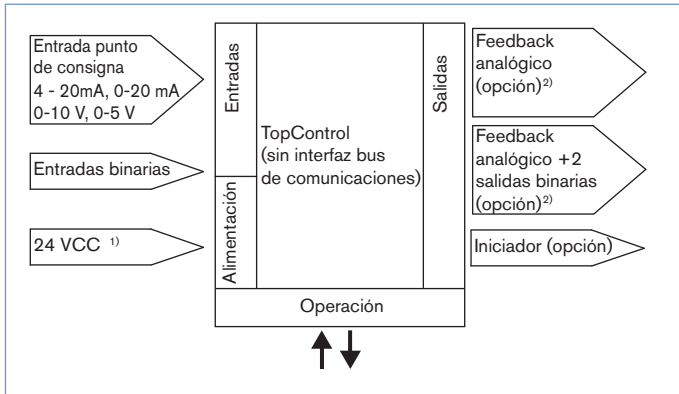 Entrada punto
de consigna
4 - 20mA, 0-20 mA
0-10 V, 0-5 V
Entradas binarias
24 VCC ¹⁾
Entradas
Alimentación
TopControl
(sin interfaz bus
de comunicaciones)
Salidas
Operación
Feedback
analógico
(opción)²⁾
Feedback
analógico +2
salidas binarias
(opción)²⁾
Iniciador (opción)